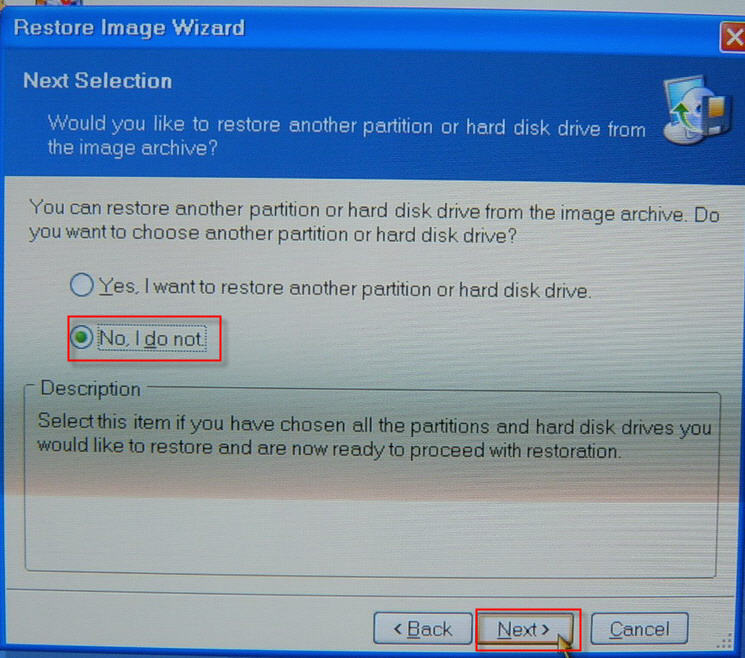 Restore Image Wizard
Next Selection
Would you like to restore another partition or hard disk drive from
the image archive?
You can restore another partition or hard disk drive from the image archive. Do
you want to choose another partition or hard disk drive?
Yes, I want to restore another partition or hard disk drive.
No, I do not.
Description
Select this item if you have chosen all the partitions and hard disk drives you
would like to restore and are now ready to proceed with restoration.
< Back
Next >
Cancel